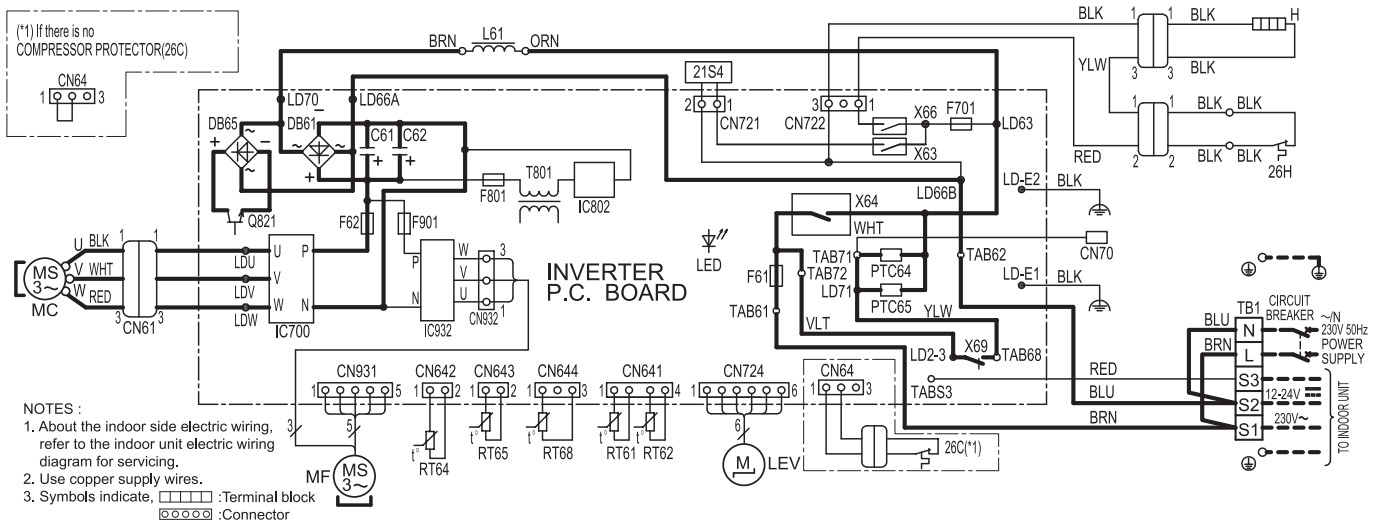 (*1) If there is no
COMPRESSOR PROTECTOR(26C)
CN64
1 3
BRN L61 ORN
BLK 1 1 BLK H
YLW 3 3 BLK
1 1 BLK BLK
RED 2 2 BLK BLK
26H
21S4
2 1
CN721
3 1
CN722
X66 F701
X63
LD63
LD70 LD66A
DB65 DB61
+ ~ - ~
~ - ~ +
C61 C62
+ +
Q821
F801 T801 IC802
F62 F901
LD66B
LD-E2 BLK
X64
WHT
CN70
TAB71 PTC64
TAB72
LD71 PTC65
TAB62
LD-E1 BLK
F61
TAB61
VLT YLW
LD2-3 X69 TAB68
LED
INVERTER
P.C. BOARD
U BLK 1 1
V WHT
W RED 3 3
MS
3~
MC
CN61
LDU
LDV
LDW
U P
V
W N
IC700
P W
V
N U
IC932
3
1
CN932
CN931
1 5
CN642
1 2
CN643
1 2
CN644
1 3
CN641
1 4
CN724
1 6
CN64
1 3
TABS3
3 5
MF MS
3~
t° RT64
t° RT65
t° RT68
t° RT61
t° RT62
6
M LEV
26C(*1)
TB1
CIRCUIT
BREAKER
~/N
230V 50Hz
POWER
SUPPLY
BLU N
BRN L
RED S3
BLU S2
BRN S1
12-24V
230V~
TO INDOOR UNIT
NOTES :
1. About the indoor side electric wiring,
refer to the indoor unit electric wiring
diagram for servicing.
2. Use copper supply wires.
3. Symbols indicate, :Terminal block
:Connector